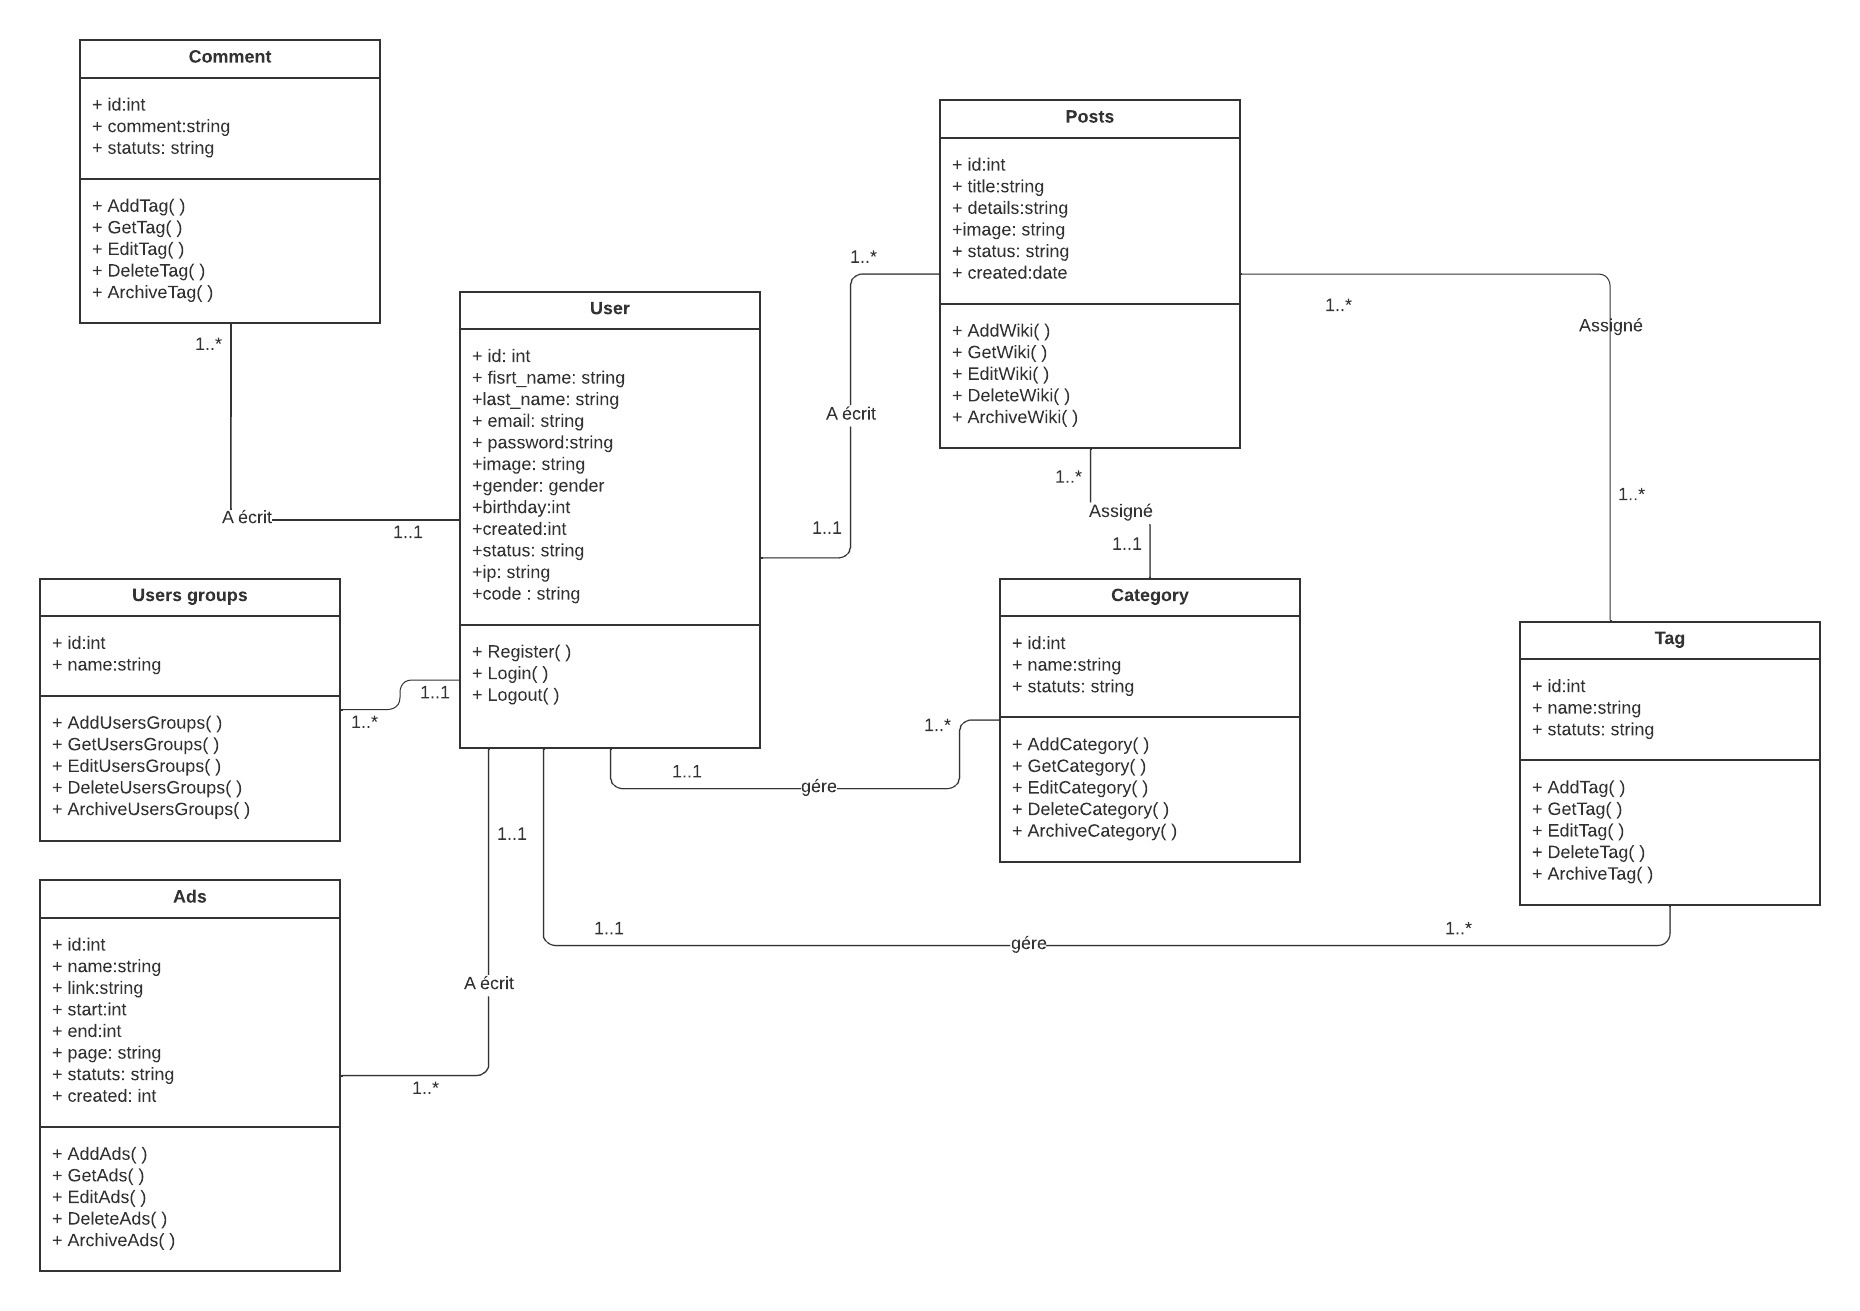 Comment
+ id:int
+ comment:string
+ statuts: string
+ AddTag( )
+ GetTag( )
+ EditTag( )
+ DeleteTag( )
+ ArchiveTag( )
1..*
A écrit
1..1
User
+ id: int
+ fisrt_name: string
+last_name: string
+ email: string
+ password:string
+image: string
+gender: gender
+birthday:int
+created:int
+status: string
+ip: string
+code : string
+ Register( )
+ Login( )
+ Logout( )
1..*
A écrit
1..1
Posts
+ id:int
+ title:string
+ details:string
+image: string
+ status: string
+ created:date
+ AddWiki( )
+ GetWiki( )
+ EditWiki( )
+ DeleteWiki( )
+ ArchiveWiki( )
1..*
Assigné
1..*
1..*
Assigné
1..1
Users groups
+ id:int
+ name:string
+ AddUsersGroups( )
+ GetUsersGroups( )
+ EditUsersGroups( )
+ DeleteUsersGroups( )
+ ArchiveUsersGroups( )
1..1
1..*
Category
+ id:int
+ name:string
+ statuts: string
+ AddCategory( )
+ GetCategory( )
+ EditCategory( )
+ DeleteCategory( )
+ ArchiveCategory( )
1..*
1..1
gére
Tag
+ id:int
+ name:string
+ statuts: string
+ AddTag( )
+ GetTag( )
+ EditTag( )
+ DeleteTag( )
+ ArchiveTag( )
1..1
gére
1..*
Ads
+ id:int
+ name:string
+ link:string
+ start:int
+ end:int
+ page: string
+ statuts: string
+ created: int
+ AddAds( )
+ GetAds( )
+ EditAds( )
+ DeleteAds( )
+ ArchiveAds( )
1..1
A écrit
1..*